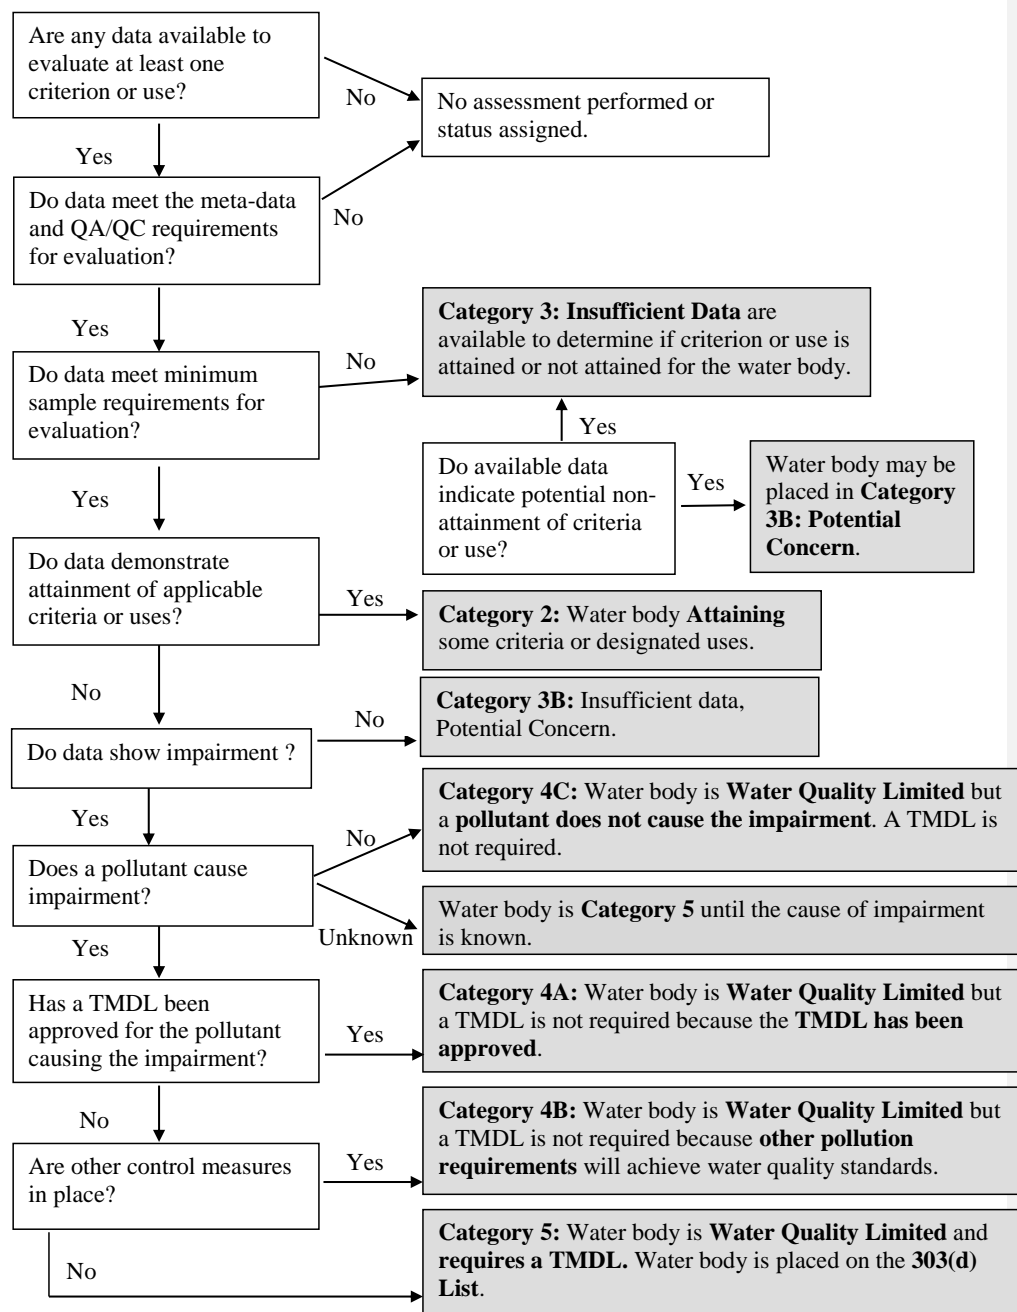 Are any data available to
evaluate at least one
criterion or use?
No
No assessment performed or
status assigned.
Yes
Do data meet the meta-data
and QA/QC requirements
for evaluation?
No
Yes
Category 3: Insufficient Data are
available to determine if criterion or use is
attained or not attained for the water body.
No
Do data meet minimum
sample requirements for
evaluation?
Yes
Do available data
indicate potential non-
attainment of criteria
or use?
Yes
Water body may be
placed in Category
3B: Potential
Concern.
Yes
Do data demonstrate
attainment of applicable
criteria or uses?
Yes
Category 2: Water body Attaining
some criteria or designated uses.
No
Category 3B: Insufficient data,
Potential Concern.
No
Do data show impairment ?
Yes
Category 4C: Water body is Water Quality Limited but
a pollutant does not cause the impairment. A TMDL is
not required.
No
Does a pollutant cause
impairment?
Unknown
Water body is Category 5 until the cause of impairment
is known.
Yes
Has a TMDL been
approved for the pollutant
causing the impairment?
Yes
Category 4A: Water body is Water Quality Limited but
a TMDL is not required because the TMDL has been
approved.
No
Category 4B: Water body is Water Quality Limited but
a TMDL is not required because other pollution
requirements will achieve water quality standards.
Are other control measures
in place?
Yes
No
Category 5: Water body is Water Quality Limited and
requires a TMDL. Water body is placed on the 303(d)
List.